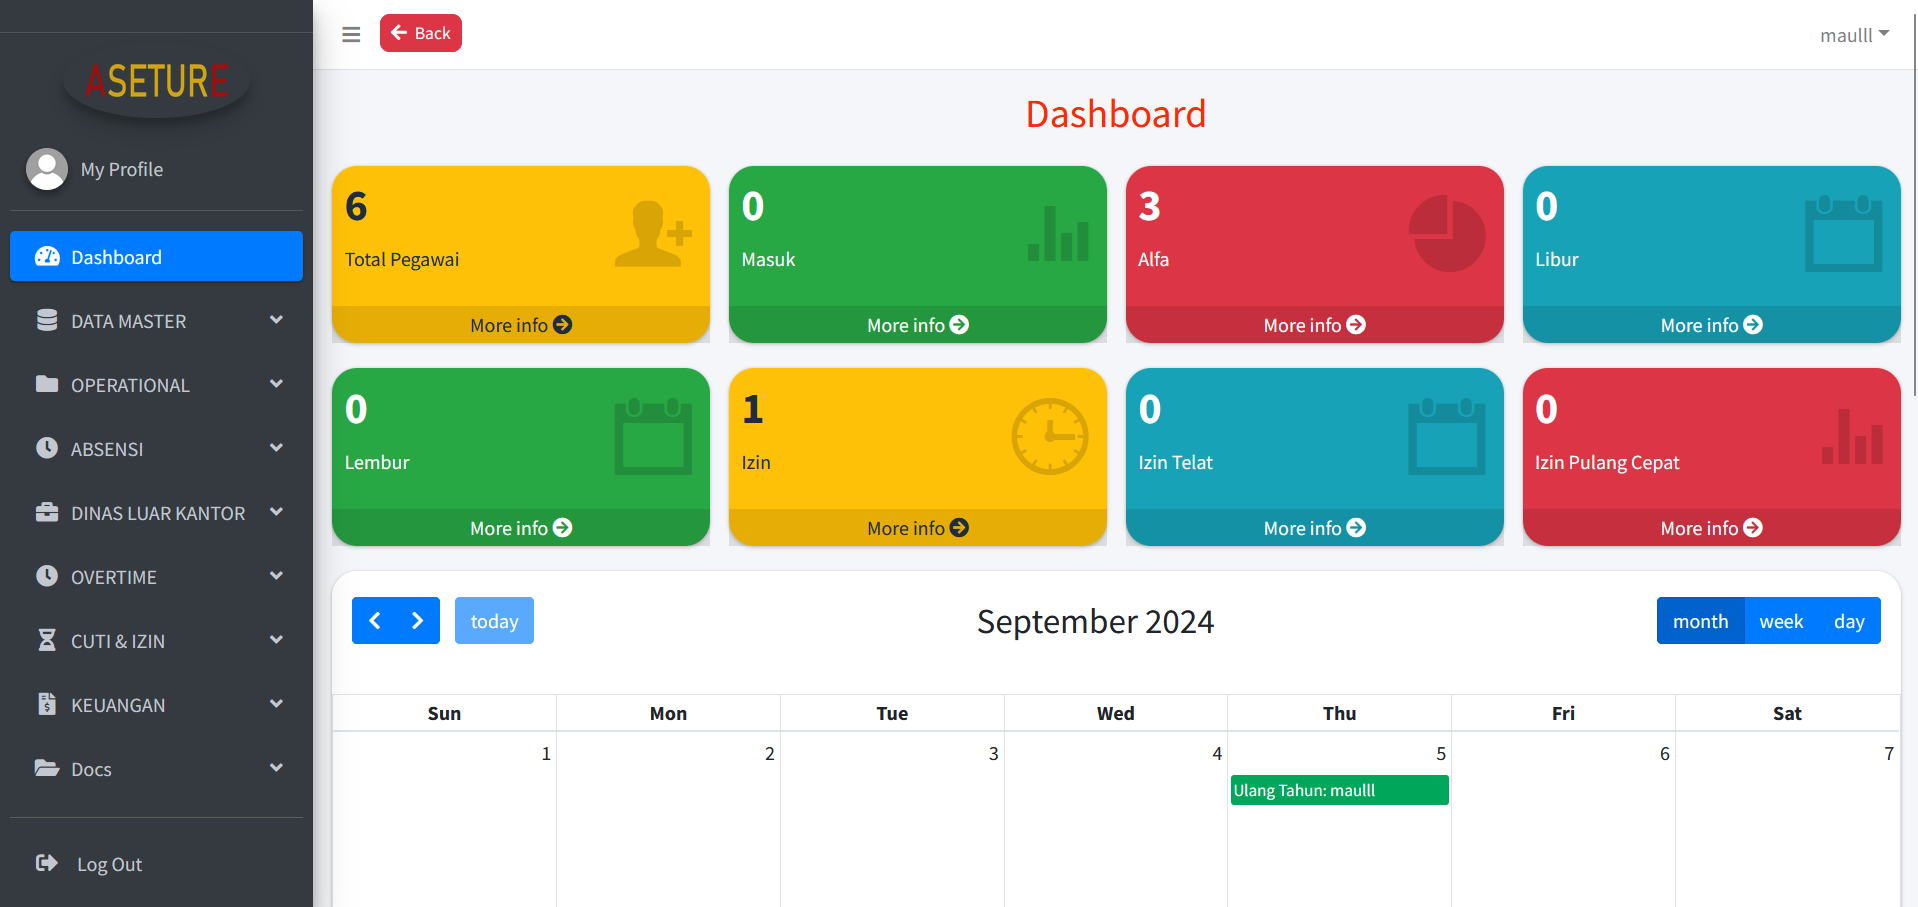 ASETURE
My Profile
Dashboard
DATA MASTER
OPERATIONAL
ABSENSI
DINAS LUAR KANTOR
OVERTIME
CUTI & IZIN
KEUANGAN
Docs
Log Out
Back
maulll
Dashboard
6
Total Pegawai
More info
0
Masuk
More info
3
Alfa
More info
0
Libur
More info
0
Lembur
More info
1
Izin
More info
0
Izin Telat
More info
0
Izin Pulang Cepat
More info
today
September 2024
month week day
Sun Mon Tue Wed Thu Fri Sat
1 2 3 4 5 6 7
Ulang Tahun: maulll